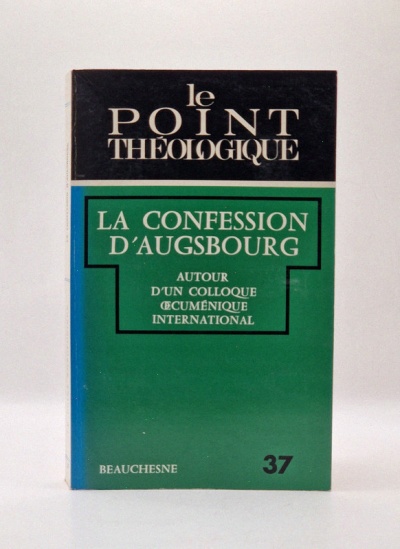 le
POINT
THÉOLOGIQUE
LA CONFESSION
D'AUGSBOURG
AUTOUR
D'UN COLLOQUE
ŒCUMÉNIQUE
INTERNATIONAL
BEAUCHESNE
37